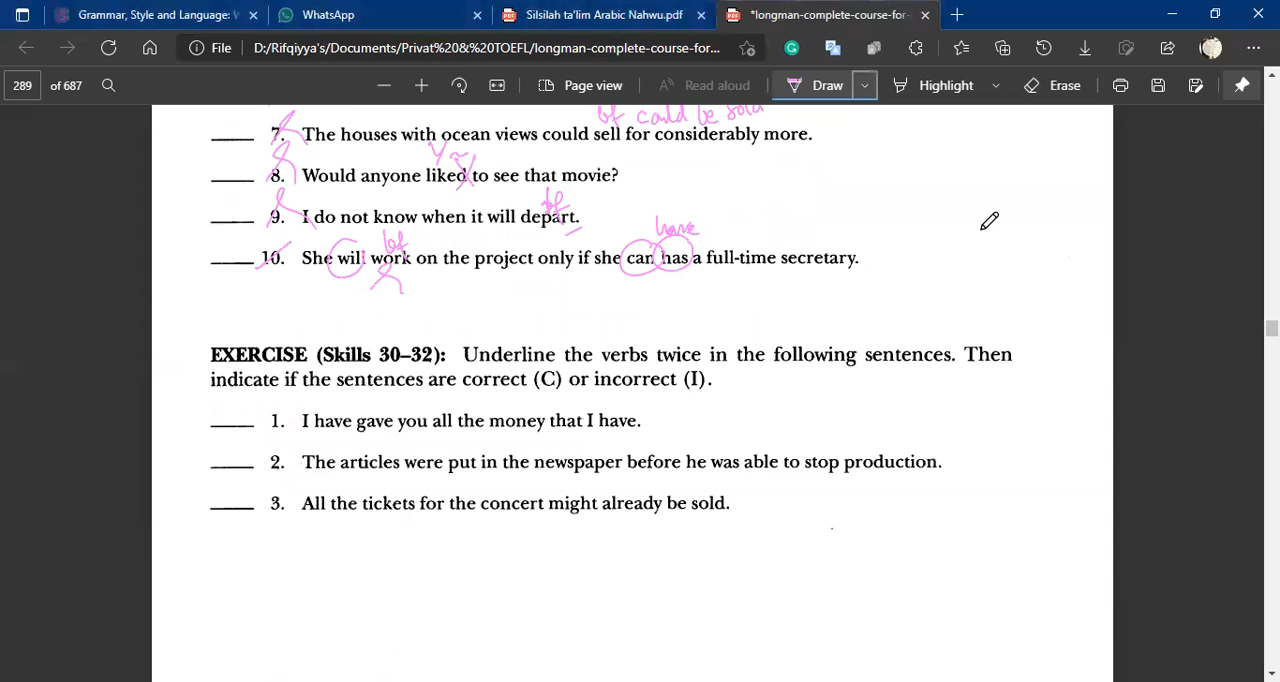 Grammar, Style and Language: V
WhatsApp
Silsilah ta'lim Arabic Nahwu.pdf
*longman-complete-course-for-
File
D:/Rifqiyya's/Documents/Privat%20&%20TOEFL/longman-complete-course-for...
289 of 687
Page view
Read aloud
Draw
Highlight
Erase
bf could be sold
7. The houses with ocean views could sell for considerably more.
8. Would anyone liked to see that movie?
bf
9. I do not know when it will depart.
bf have
10. She will work on the project only if she can has a full-time secretary.
EXERCISE (Skills 30–32): Underline the verbs twice in the following sentences. Then
indicate if the sentences are correct (C) or incorrect (I).
1. I have gave you all the money that I have.
2. The articles were put in the newspaper before he was able to stop production.
3. All the tickets for the concert might already be sold.